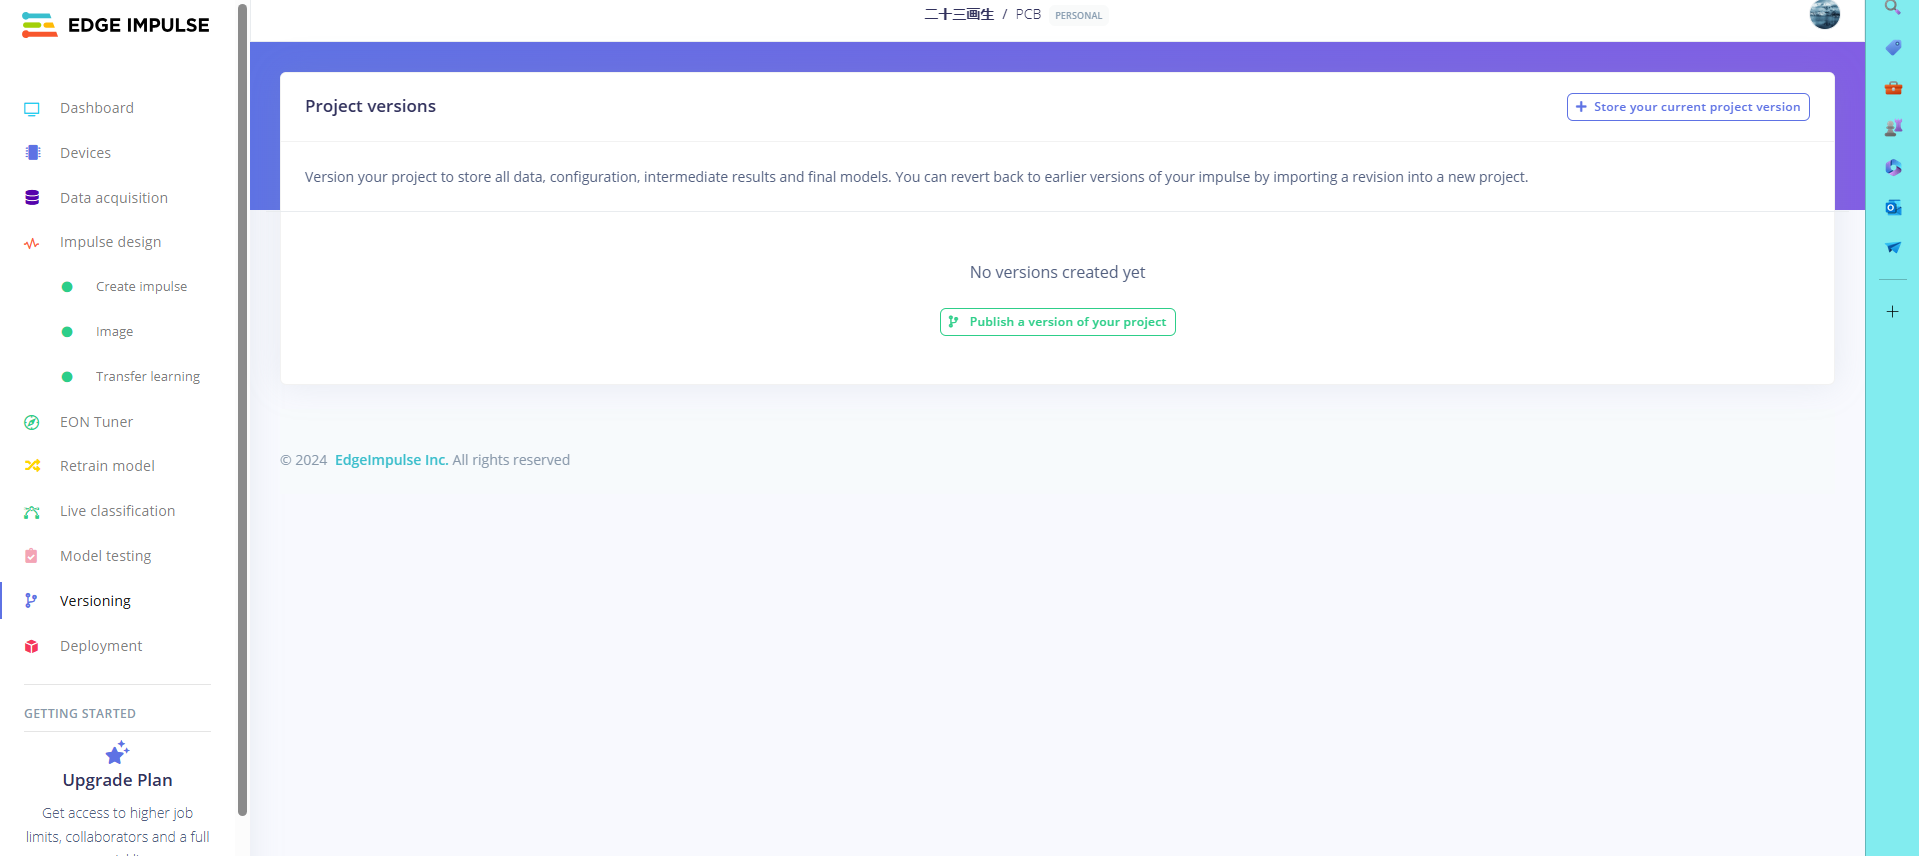 EDGE IMPULSE
Dashboard
Devices
Data acquisition
Impulse design
Create impulse
Image
Transfer learning
EON Tuner
Retrain model
Live classification
Model testing
Versioning
Deployment
GETTING STARTED
Upgrade Plan
Get access to higher job
limits, collaborators and a full
二十三画生 / PCB PERSONAL
Project versions
Store your current project version
Version your project to store all data, configuration, intermediate results and final models. You can revert back to earlier versions of your impulse by importing a revision into a new project.
No versions created yet
Publish a version of your project
© 2024 EdgeImpulse Inc. All rights reserved